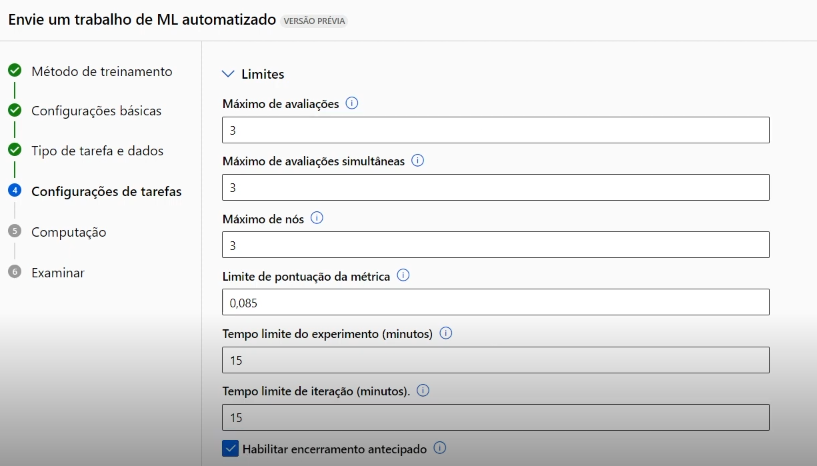 Envie um trabalho de ML automatizado VERSÃO PRÉVIA
Método de treinamento
Configurações básicas
Tipo de tarefa e dados
4 Configurações de tarefas
5 Computação
6 Examinar
Limites
Máximo de avaliações
3
Máximo de avaliações simultâneas
3
Máximo de nós
3
Limite de pontuação da métrica
0,085
Tempo limite do experimento (minutos)
15
Tempo limite de iteração (minutos).
15
Habilitar encerramento antecipado